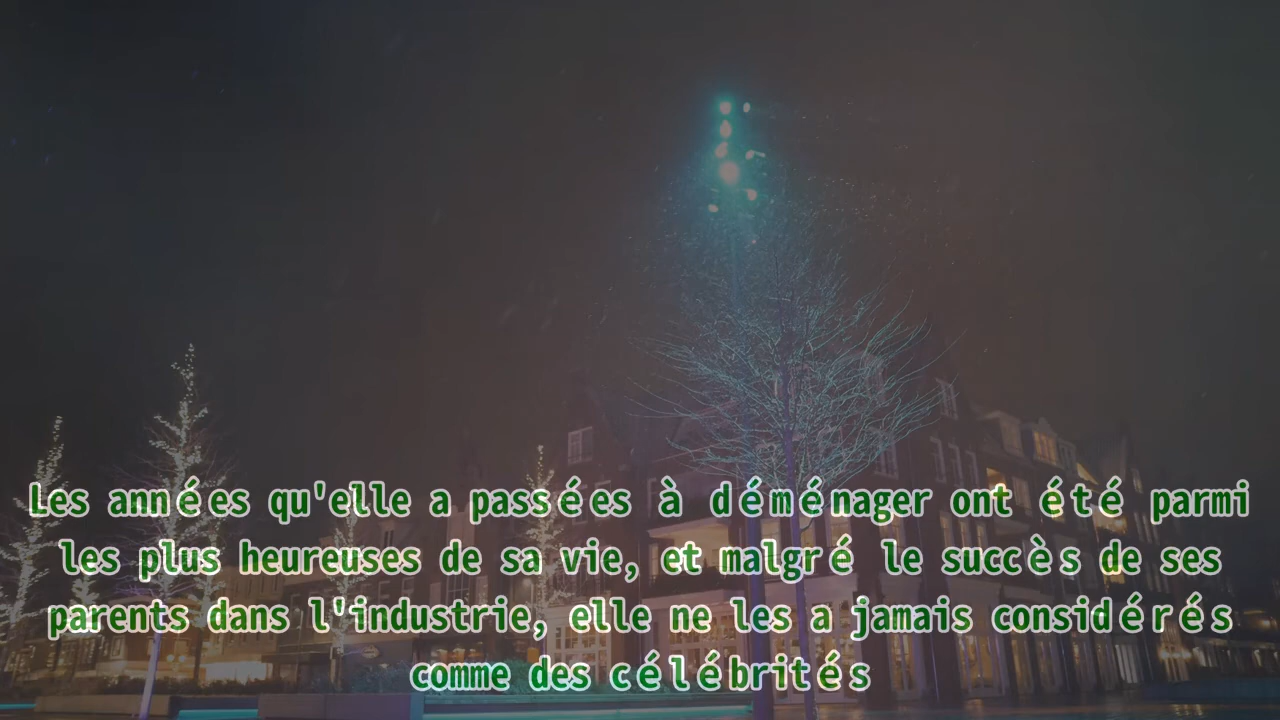 Les années qu'elle a passées à déménager ont été parmi
les plus heureuses de sa vie, et malgré le succès de ses
parents dans l'industrie, elle ne les a jamais considérés
comme des célébrités